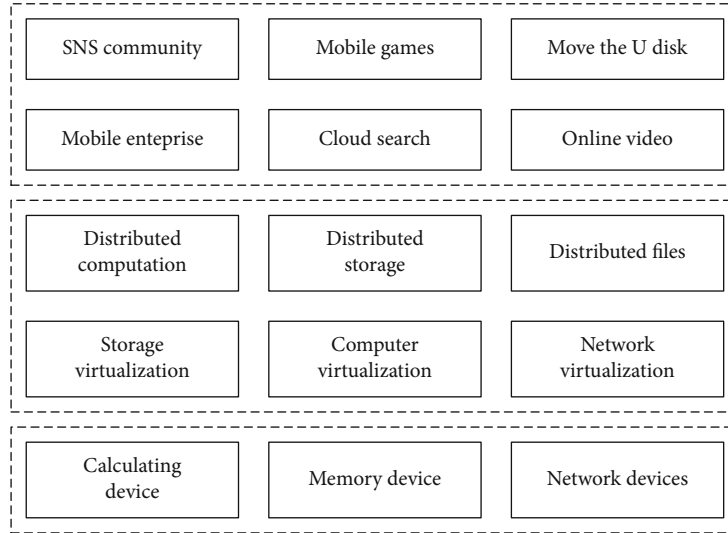 SNS community
Mobile games
Move the U disk
Mobile enteprise
Cloud search
Online video
Distributed
computation
Distributed
storage
Distributed files
Storage
virtualization
Computer
virtualization
Network
virtualization
Calculating
device
Memory device
Network devices